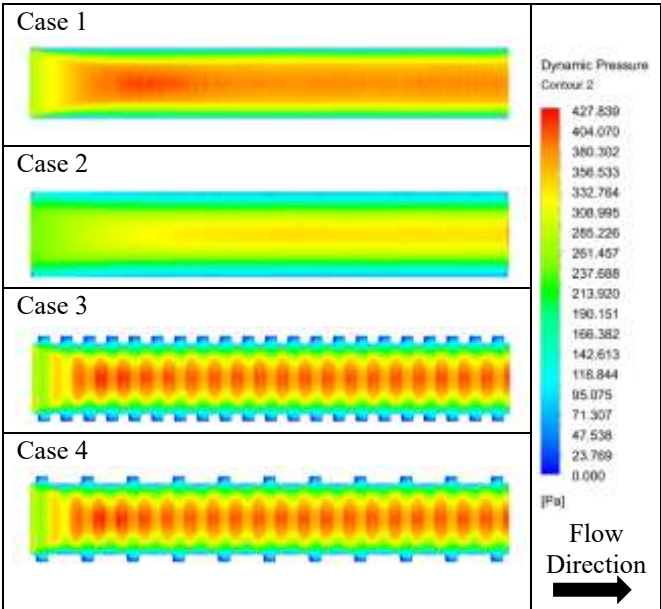 Case 1
Case 2
Case 3
Case 4
Dynamic Pressure
Contour 2
427.839
404.070
380.302
356.533
332.764
308.995
285.226
261.457
237.688
213.920
190.151
166.382
142.613
118.844
95.075
71.307
47.538
23.769
0.000
[Pa]
Flow
Direction